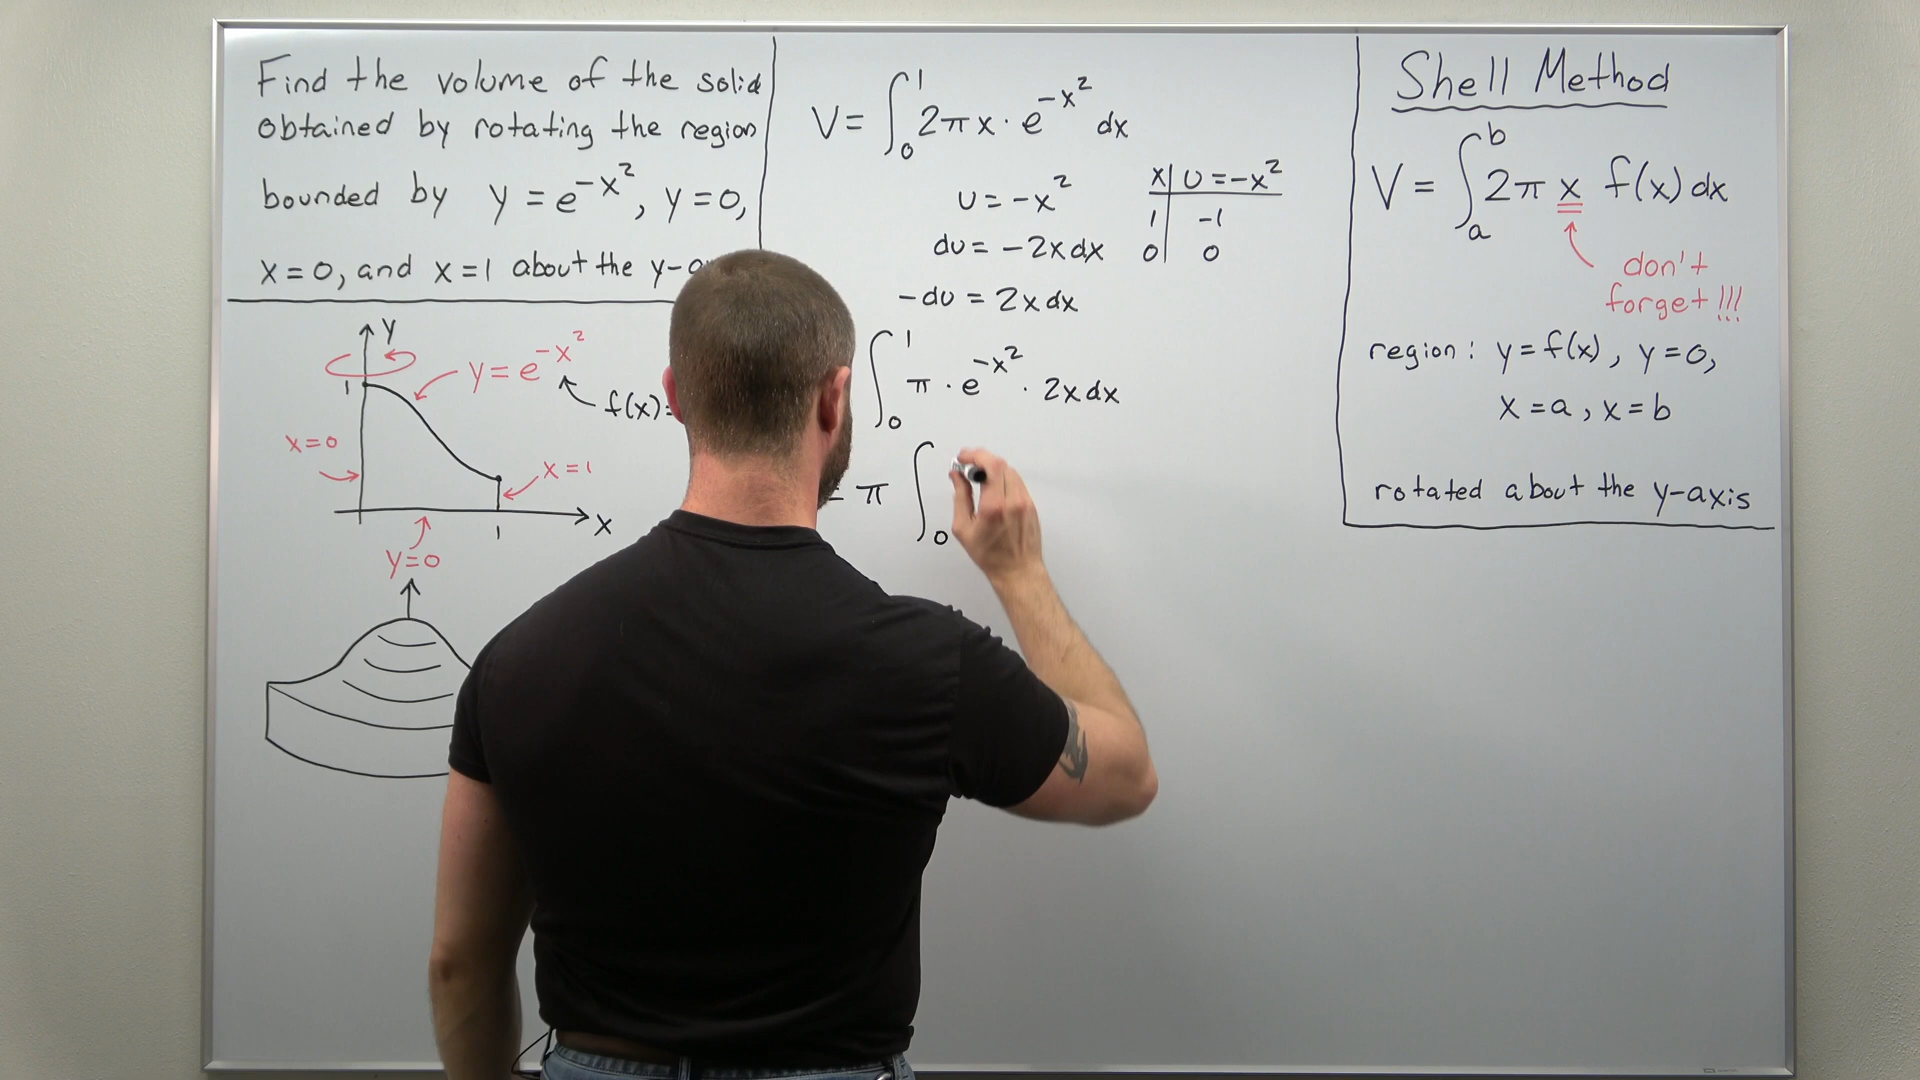 Find the volume of the solid
obtained by rotating the region
bounded by y = e^{-x^2}, y=0,
x=0, and x=1 about the y-a
y
1
y = e^{-x^2}
f(x)=
x=0
x=1
1
x
y=0
V = ∫_0^1 2π x · e^{-x^2} dx
u = -x^2
du = -2x dx
-du = 2x dx
x | u = -x^2
1 | -1
0 | 0
∫_0^1 π · e^{-x^2} · 2x dx
= π ∫_0
Shell Method
V = ∫_a^b 2π x f(x) dx
don't
forget!!!
region: y=f(x), y=0,
x=a, x=b
rotated about the y-axis